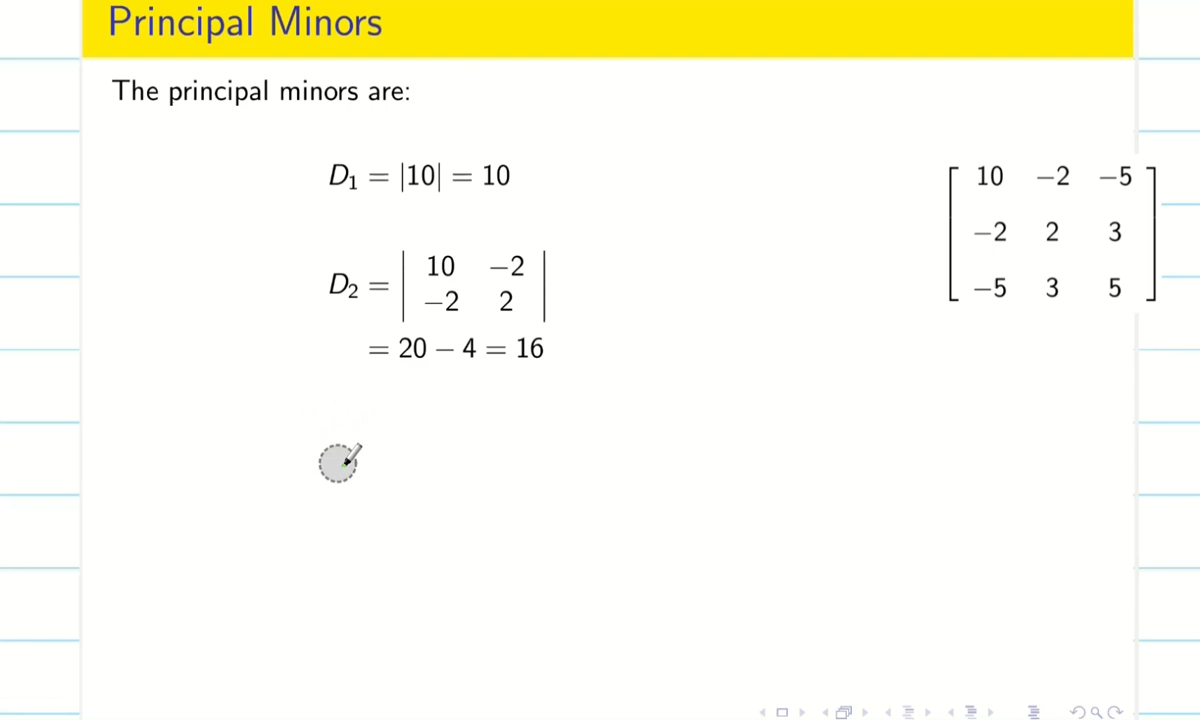 Principal Minors
The principal minors are:
D₁ = |10| = 10
D₂ = | 10 −2 |
| −2 2 |
= 20 − 4 = 16
[ 10 −2 −5 ]
[ −2 2 3 ]
[ −5 3 5 ]